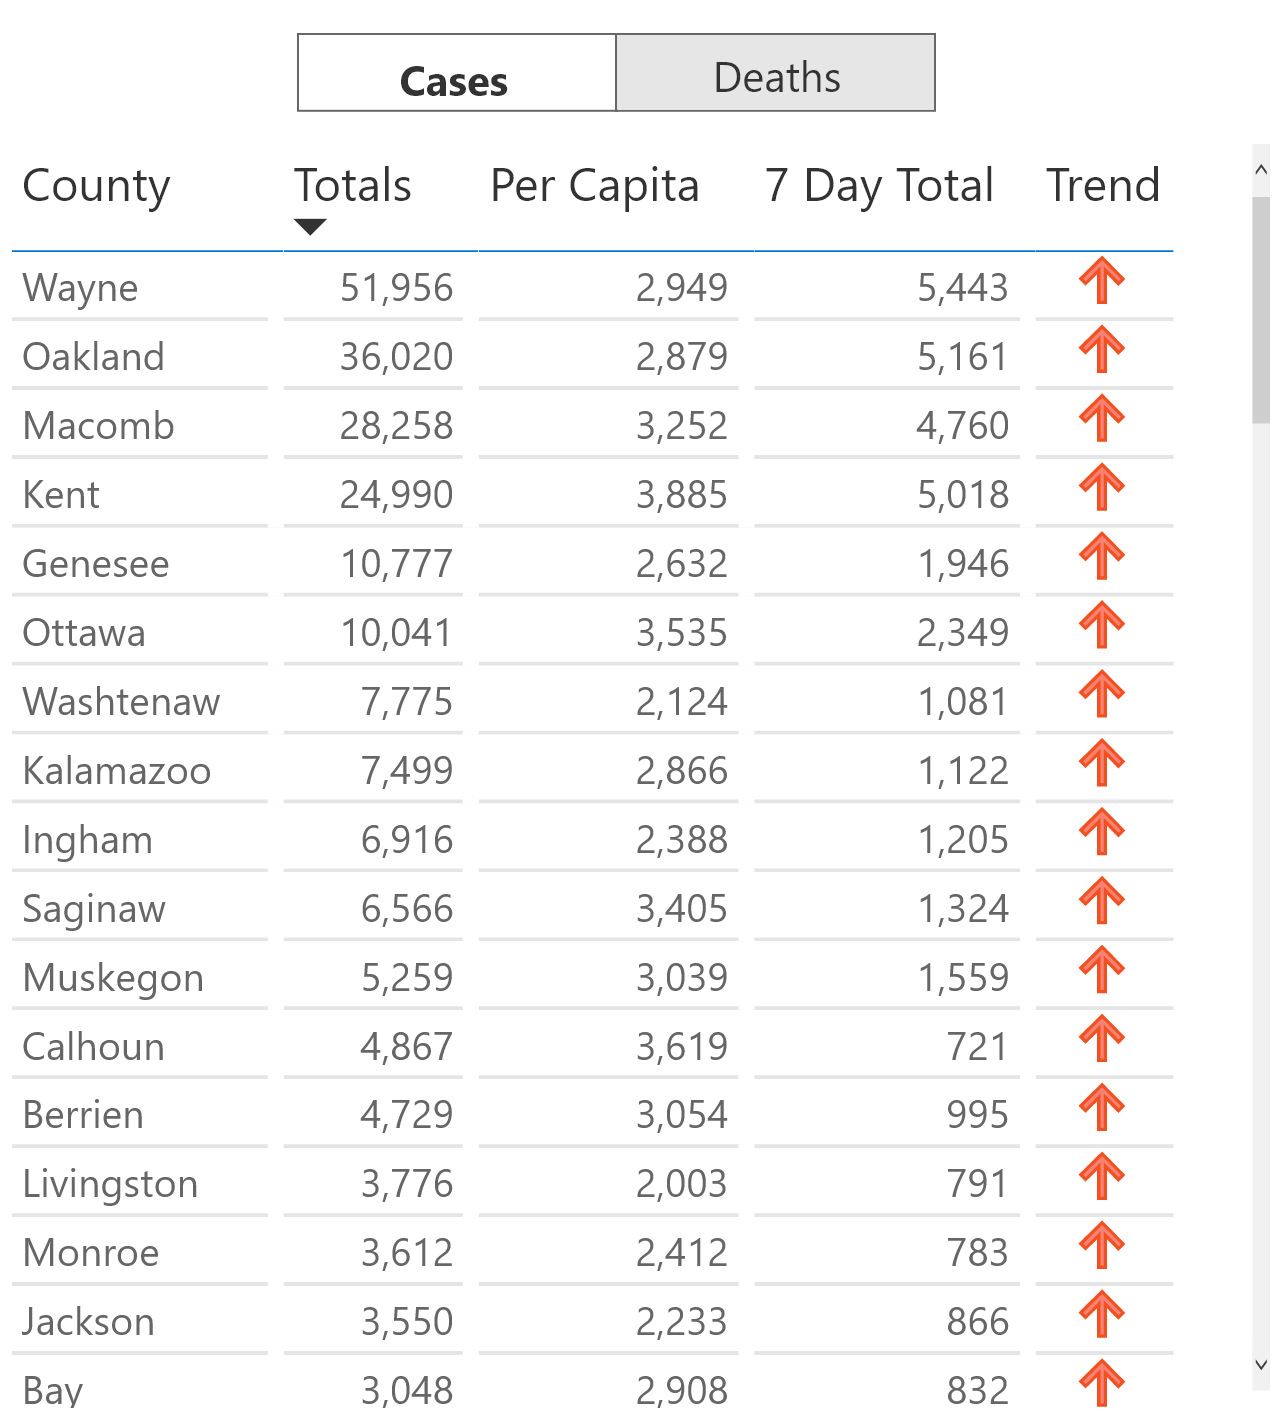 Cases Deaths
County Totals Per Capita 7 Day Total Trend
Wayne 51,956 2,949 5,443
Oakland 36,020 2,879 5,161
Macomb 28,258 3,252 4,760
Kent 24,990 3,885 5,018
Genesee 10,777 2,632 1,946
Ottawa 10,041 3,535 2,349
Washtenaw 7,775 2,124 1,081
Kalamazoo 7,499 2,866 1,122
Ingham 6,916 2,388 1,205
Saginaw 6,566 3,405 1,324
Muskegon 5,259 3,039 1,559
Calhoun 4,867 3,619 721
Berrien 4,729 3,054 995
Livingston 3,776 2,003 791
Monroe 3,612 2,412 783
Jackson 3,550 2,233 866
Bay 3,048 2,908 832